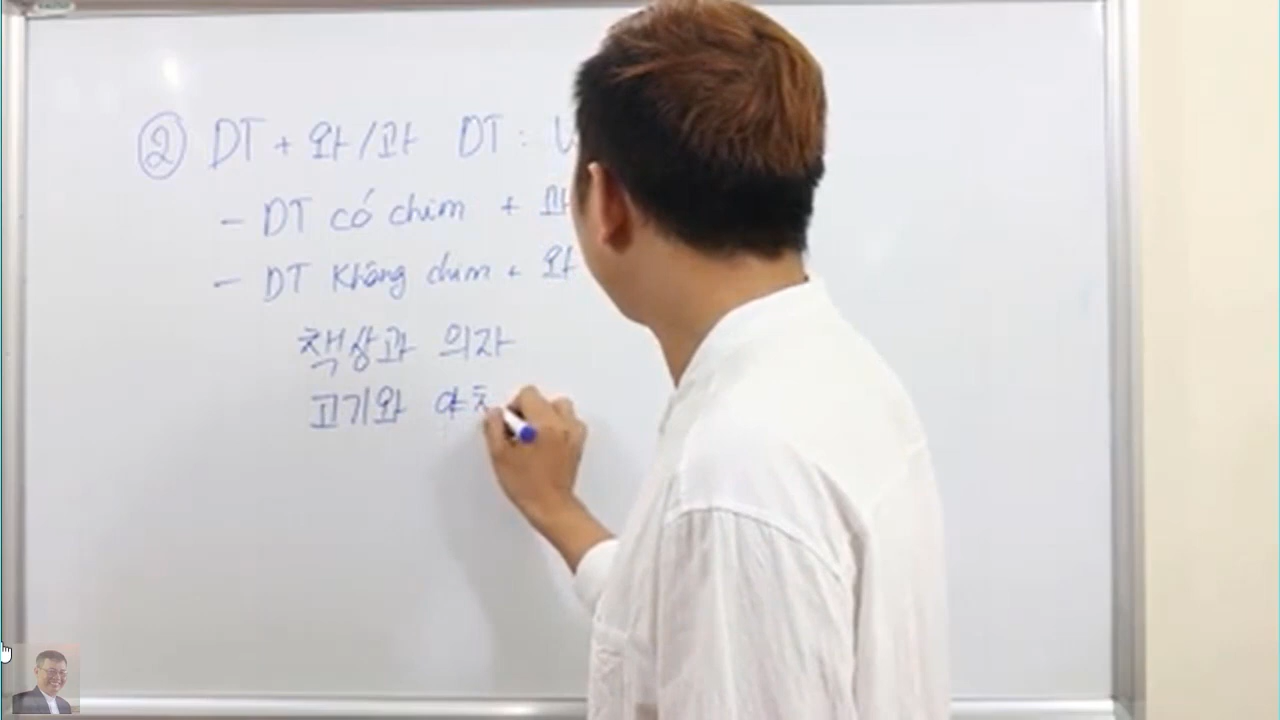 ② DT + 와/과 DT :
- DT có chim + 과
- DT không chim + 와
책상과 의자
고기와 야